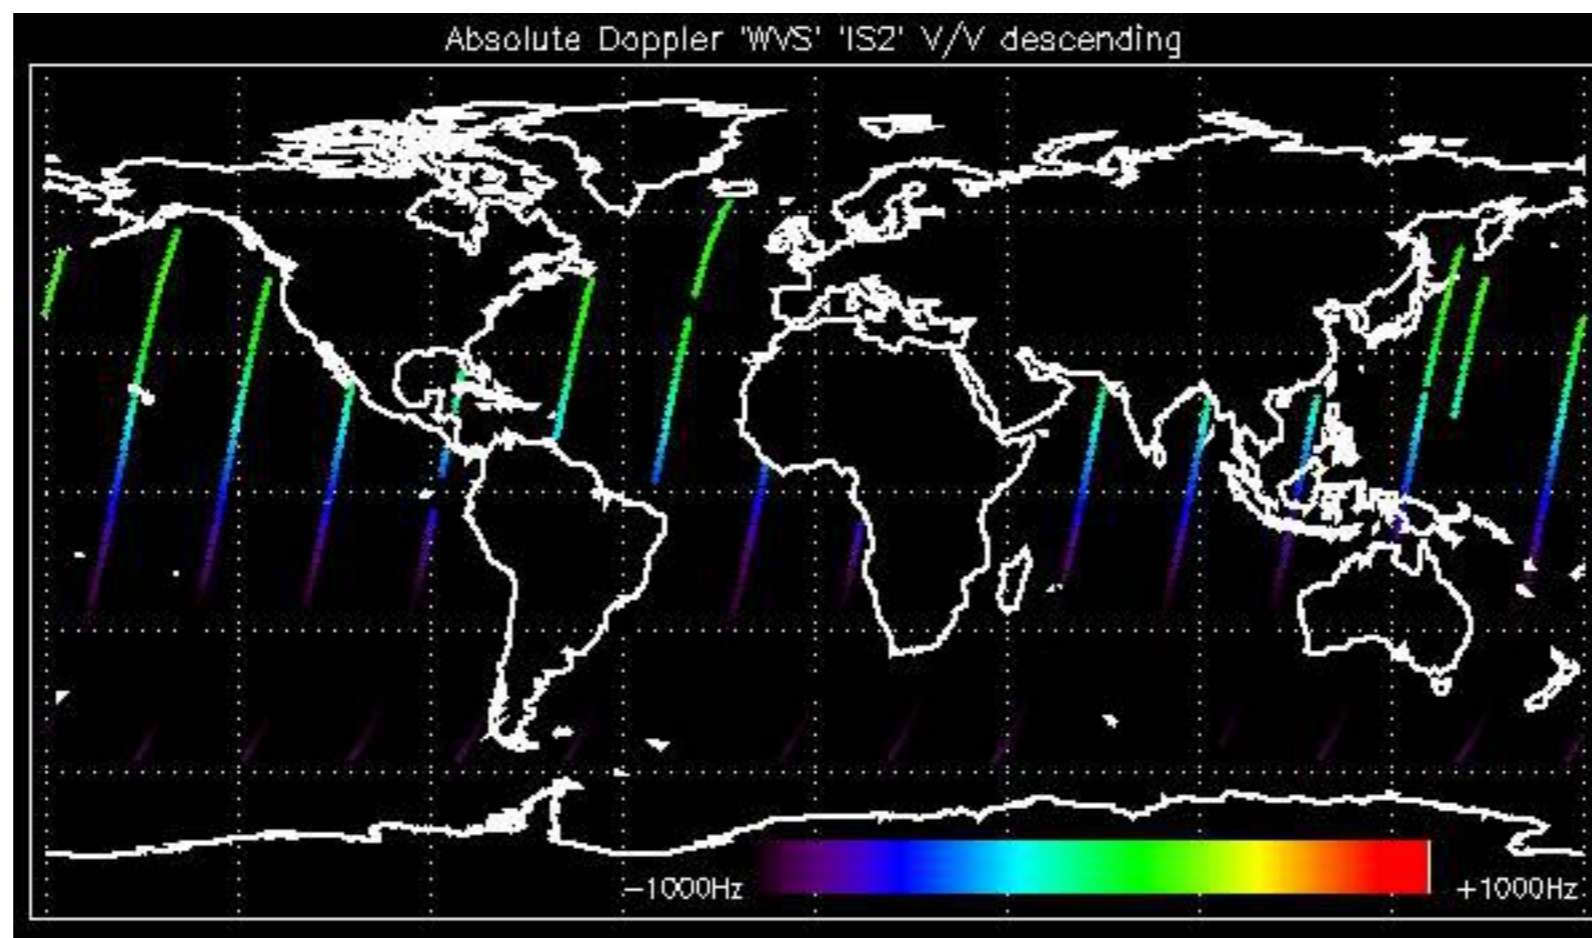 Absolute Doppler 'WVS' 'IS2' V/V descending
−1000Hz +1000Hz